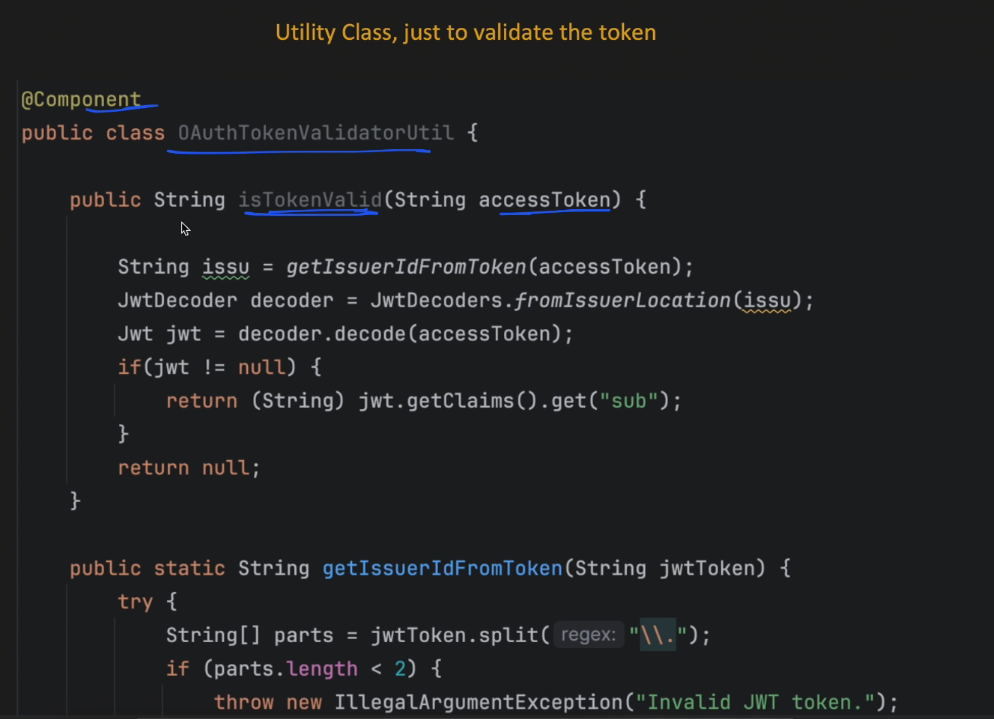 Utility Class, just to validate the token
@Component
public class OAuthTokenValidatorUtil {
public String isTokenValid(String accessToken) {
String issu = getIssuerIdFromToken(accessToken);
JwtDecoder decoder = JwtDecoders.fromIssuerLocation(issu);
Jwt jwt = decoder.decode(accessToken);
if(jwt != null) {
return (String) jwt.getClaims().get("sub");
}
return null;
}
public static String getIssuerIdFromToken(String jwtToken) {
try {
String[] parts = jwtToken.split( regex: "\\.");
if (parts.length < 2) {
throw new IllegalArgumentException("Invalid JWT token.");